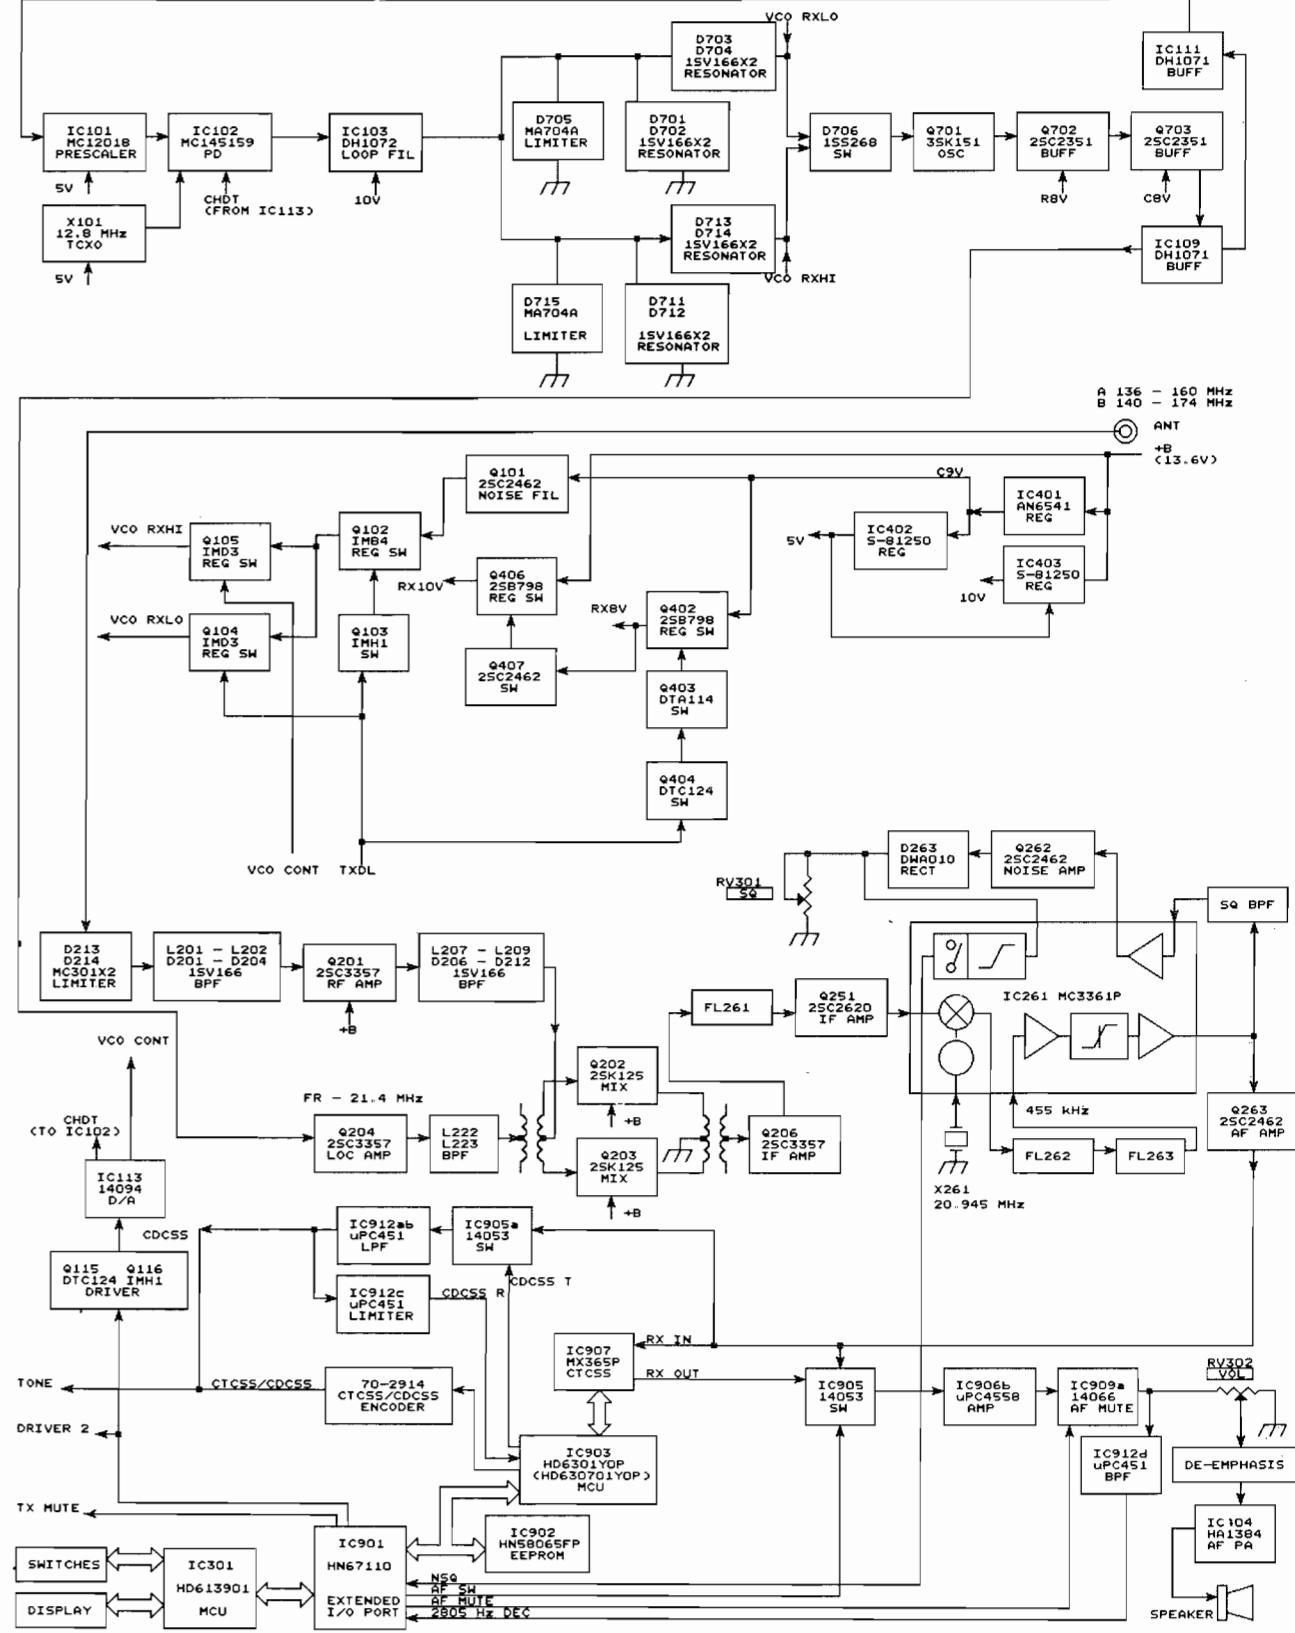 VCO RXLO
D703
D704
1SV166X2
RESONATOR
IC111
DH1071
BUFF
IC101
MC12018
PRESCALER
IC102
MC145159
PD
IC103
DH1072
LOOP FIL
D705
MA704A
LIMITER
D701
D702
1SV166X2
RESONATOR
D706
1SS268
SW
Q701
3SK151
OSC
Q702
2SC2351
BUFF
Q703
2SC2351
BUFF
5V
CHDT
(FROM IC113)
10V
R8V
C8V
X101
12.8 MHz
TCXO
5V
D713
D714
1SV166X2
RESONATOR
VCO RXHI
IC109
DH1071
BUFF
D715
MA704A
LIMITER
D711
D712
1SV166X2
RESONATOR
A 136 - 160 MHz
B 140 - 174 MHz
ANT
+B
(13.6V)
Q101
2SC2462
NOISE FIL
C9V
IC401
AN6541
REG
VCO RXHI
Q105
IMD3
REG SW
Q102
IMB4
REG SW
5V
IC402
S-81250
REG
IC403
S-81250
REG
10V
RX10V
Q406
2SB798
REG SW
RX8V
Q402
2SB798
REG SW
VCO RXLO
Q104
IMD3
REG SW
Q103
IMH1
SW
Q407
2SC2462
SW
Q403
DTA114
SW
Q404
DTC124
SW
VCO CONT
TXDL
D263
DWA010
RECT
Q262
2SC2462
NOISE AMP
RV301
SQ
SQ BPF
D213
D214
MC301X2
LIMITER
L201 - L202
D201 - D204
1SV166
BPF
Q201
2SC3357
RF AMP
L207 - L209
D206 - D212
1SV166
BPF
+B
FL261
Q251
2SC2620
IF AMP
IC261 MC3361P
VCO CONT
CHDT
(TO IC102)
FR - 21.4 MHz
Q204
2SC3357
LOC AMP
L222
L223
BPF
Q202
2SK125
MIX
+B
Q203
2SK125
MIX
+B
Q206
2SC3357
IF AMP
455 kHz
FL262
FL263
X261
20.945 MHz
Q263
2SC2462
AF AMP
IC113
14094
D/A
CDCSS
IC912ab
uPC451
LPF
IC905a
14053
SW
Q115 Q116
DTC124 IMH1
DRIVER
IC912c
uPC451
LIMITER
CDCSS R
CDCSS T
IC907
MX365P
CTCSS
RX IN
RX OUT
TONE
CTCSS/CDCSS
70-2914
CTCSS/CDCSS
ENCODER
IC905
14053
SW
IC906b
uPC4558
AMP
IC909a
14066
AF MUTE
RV302
VOL
DRIVER 2
IC903
HD6301YOP
(HD630701YOP)
MCU
IC912d
uPC451
BPF
DE-EMPHASIS
TX MUTE
IC901
HN67110
EXTENDED
I/O PORT
IC902
HN58065FP
EEPROM
IC104
HA1384
AF PA
SWITCHES
DISPLAY
IC301
HD613901
MCU
NSQ
AF SW
AF MUTE
2805 Hz DEC
SPEAKER